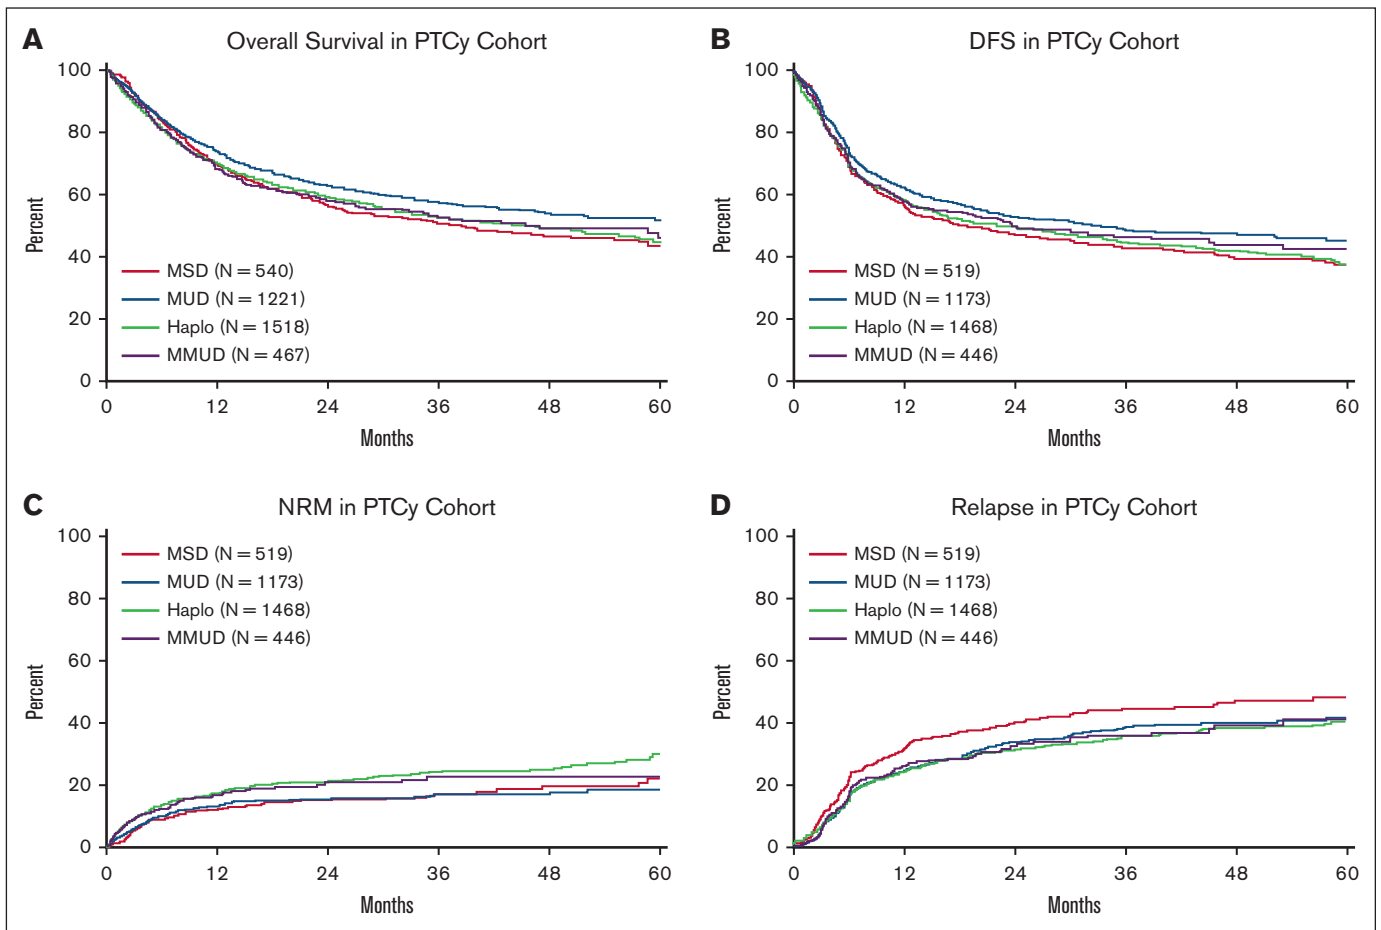 A
Overall Survival in PTCy Cohort
Percent
100
80
60
40
20
0
MSD (N = 540)
MUD (N = 1221)
Haplo (N = 1518)
MMUD (N = 467)
0 12 24 36 48 60
Months
B
DFS in PTCy Cohort
Percent
100
80
60
40
20
0
MSD (N = 519)
MUD (N = 1173)
Haplo (N = 1468)
MMUD (N = 446)
0 12 24 36 48 60
Months
C
NRM in PTCy Cohort
Percent
100
80
60
40
20
0
MSD (N = 519)
MUD (N = 1173)
Haplo (N = 1468)
MMUD (N = 446)
0 12 24 36 48 60
Months
D
Relapse in PTCy Cohort
Percent
100
80
60
40
20
0
MSD (N = 519)
MUD (N = 1173)
Haplo (N = 1468)
MMUD (N = 446)
0 12 24 36 48 60
Months